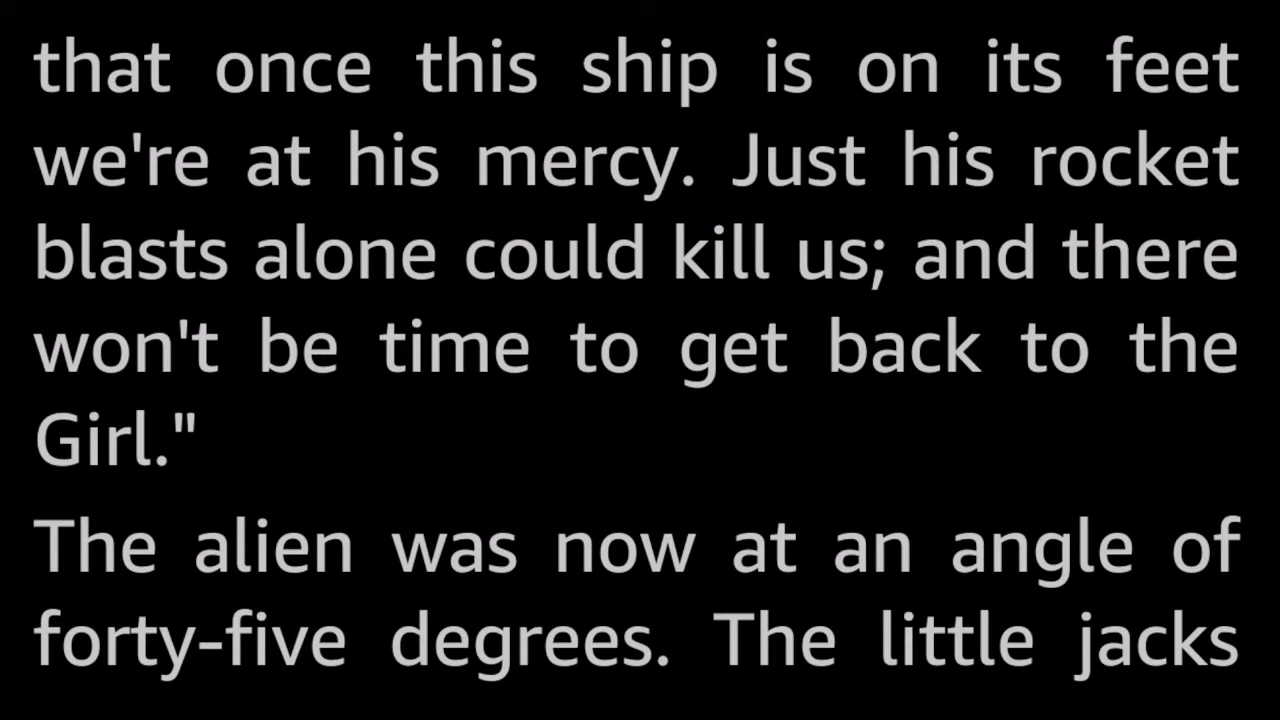 that once this ship is on its feet
we're at his mercy. Just his rocket
blasts alone could kill us; and there
won't be time to get back to the
Girl."
The alien was now at an angle of
forty-five degrees. The little jacks